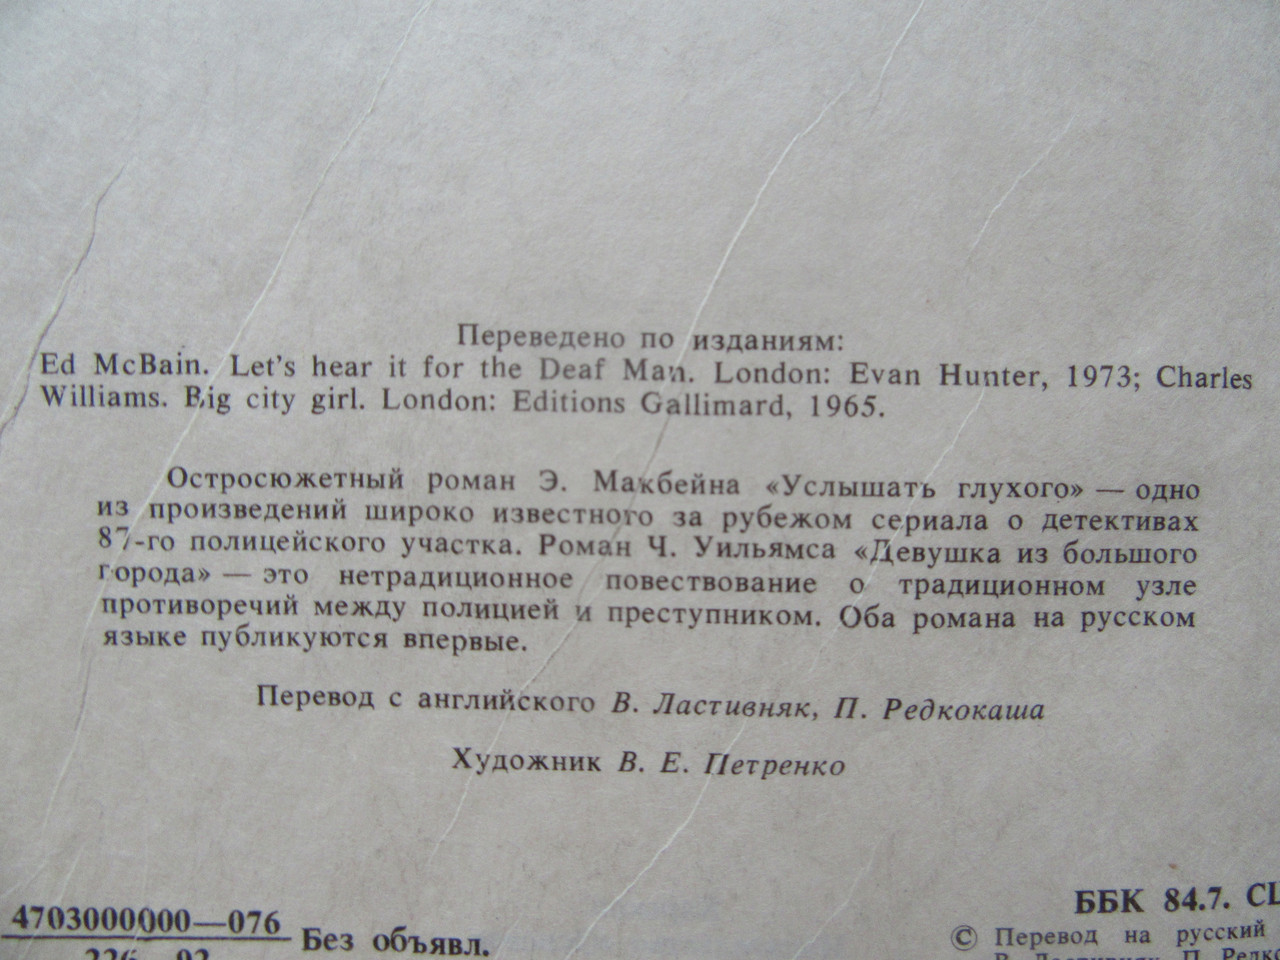 Переведено по изданиям:
Ed McBain. Let's hear it for the Deaf Man. London: Evan Hunter, 1973; Charles
Williams. Big city girl. London: Editions Gallimard, 1965.
Остросюжетный роман Э. Макбейна «Услышать глухого» — одно
из произведений широко известного за рубежом сериала о детективах
87-го полицейского участка. Роман Ч. Уильямса «Девушка из большого
города» — это нетрадиционное повествование о традиционном узле
противоречий между полицией и преступником. Оба романа на русском
языке публикуются впервые.
Перевод с английского В. Ластивняк, П. Редкокаша
Художник В. Е. Петренко
4703000000—076
Без объявл.
ББК 84.7.
© Перевод на русский